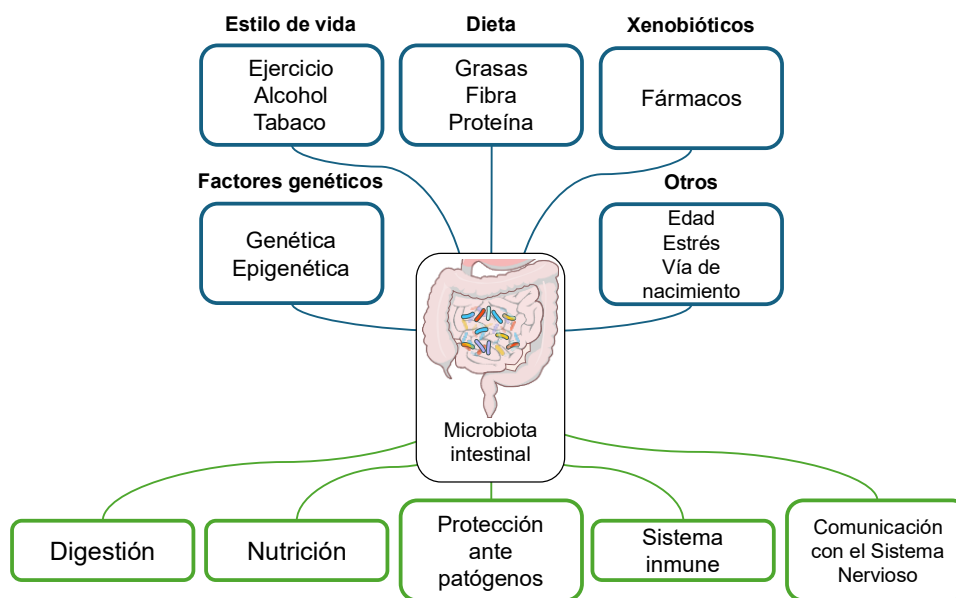 Estilo de vida
Ejercicio
Alcohol
Tabaco
Dieta
Grasas
Fibra
Proteína
Xenobióticos
Fármacos
Factores genéticos
Genética
Epigenética
Otros
Edad
Estrés
Vía de
nacimiento
Microbiota
intestinal
Digestión
Nutrición
Protección
ante
patógenos
Sistema
inmune
Comunicación
con el Sistema
Nervioso